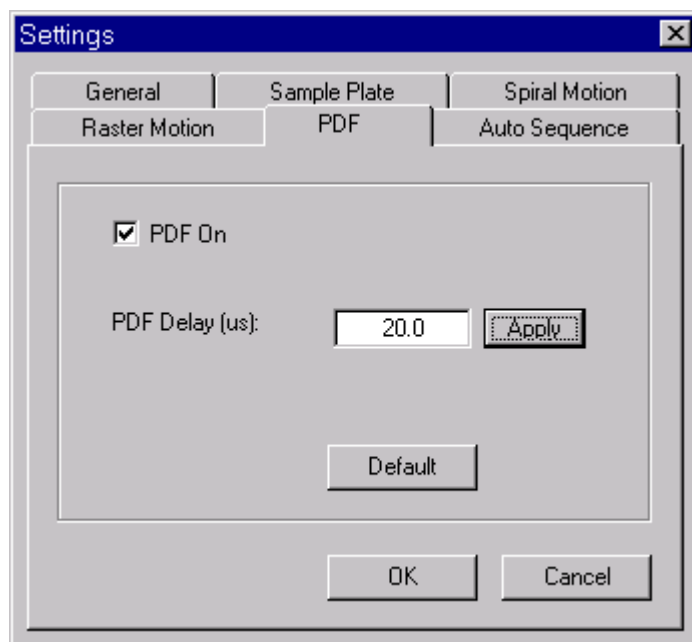 Settings
General
Sample Plate
Spiral Motion
Raster Motion
PDF
Auto Sequence
PDF On
PDF Delay (us):
20.0
Apply
Default
OK
Cancel